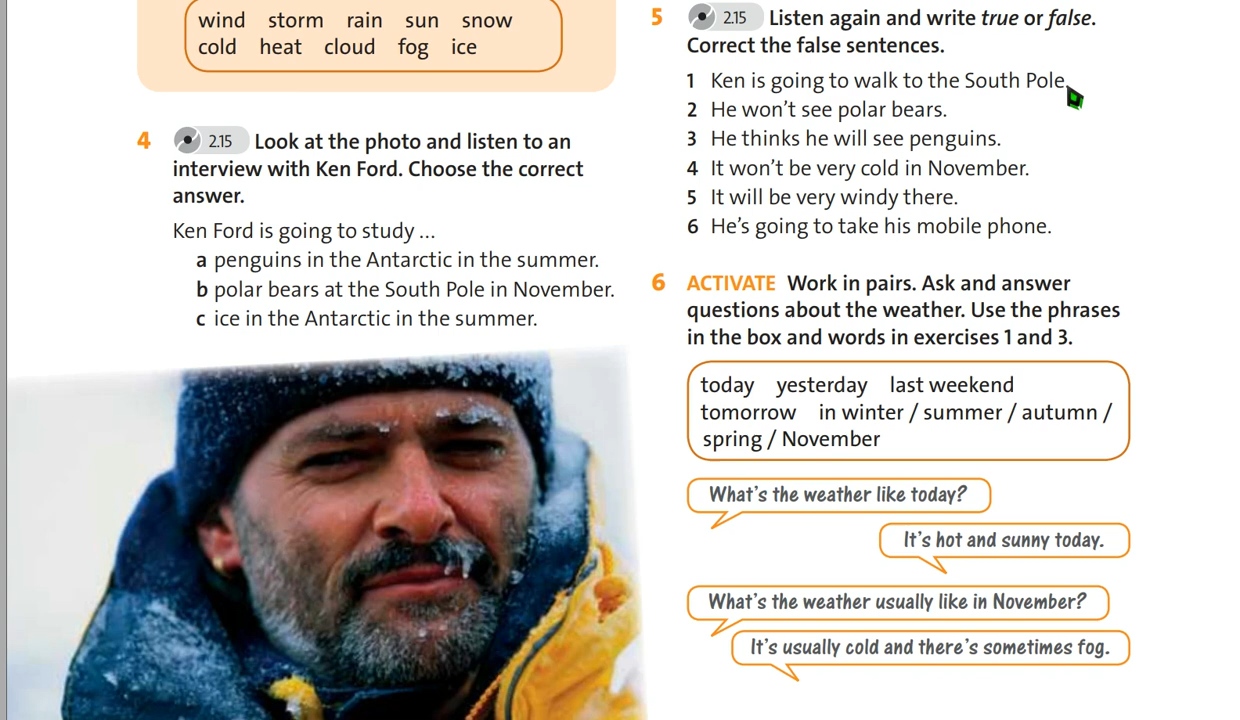 wind storm rain sun snow
cold heat cloud fog ice
4 2.15 Look at the photo and listen to an
interview with Ken Ford. Choose the correct
answer.
Ken Ford is going to study ...
a penguins in the Antarctic in the summer.
b polar bears at the South Pole in November.
c ice in the Antarctic in the summer.
5 2.15 Listen again and write true or false.
Correct the false sentences.
1 Ken is going to walk to the South Pole.
2 He won't see polar bears.
3 He thinks he will see penguins.
4 It won't be very cold in November.
5 It will be very windy there.
6 He's going to take his mobile phone.
6 ACTIVATE Work in pairs. Ask and answer
questions about the weather. Use the phrases
in the box and words in exercises 1 and 3.
today yesterday last weekend
tomorrow in winter / summer / autumn /
spring / November
What's the weather like today?
It's hot and sunny today.
What's the weather usually like in November?
It's usually cold and there's sometimes fog.